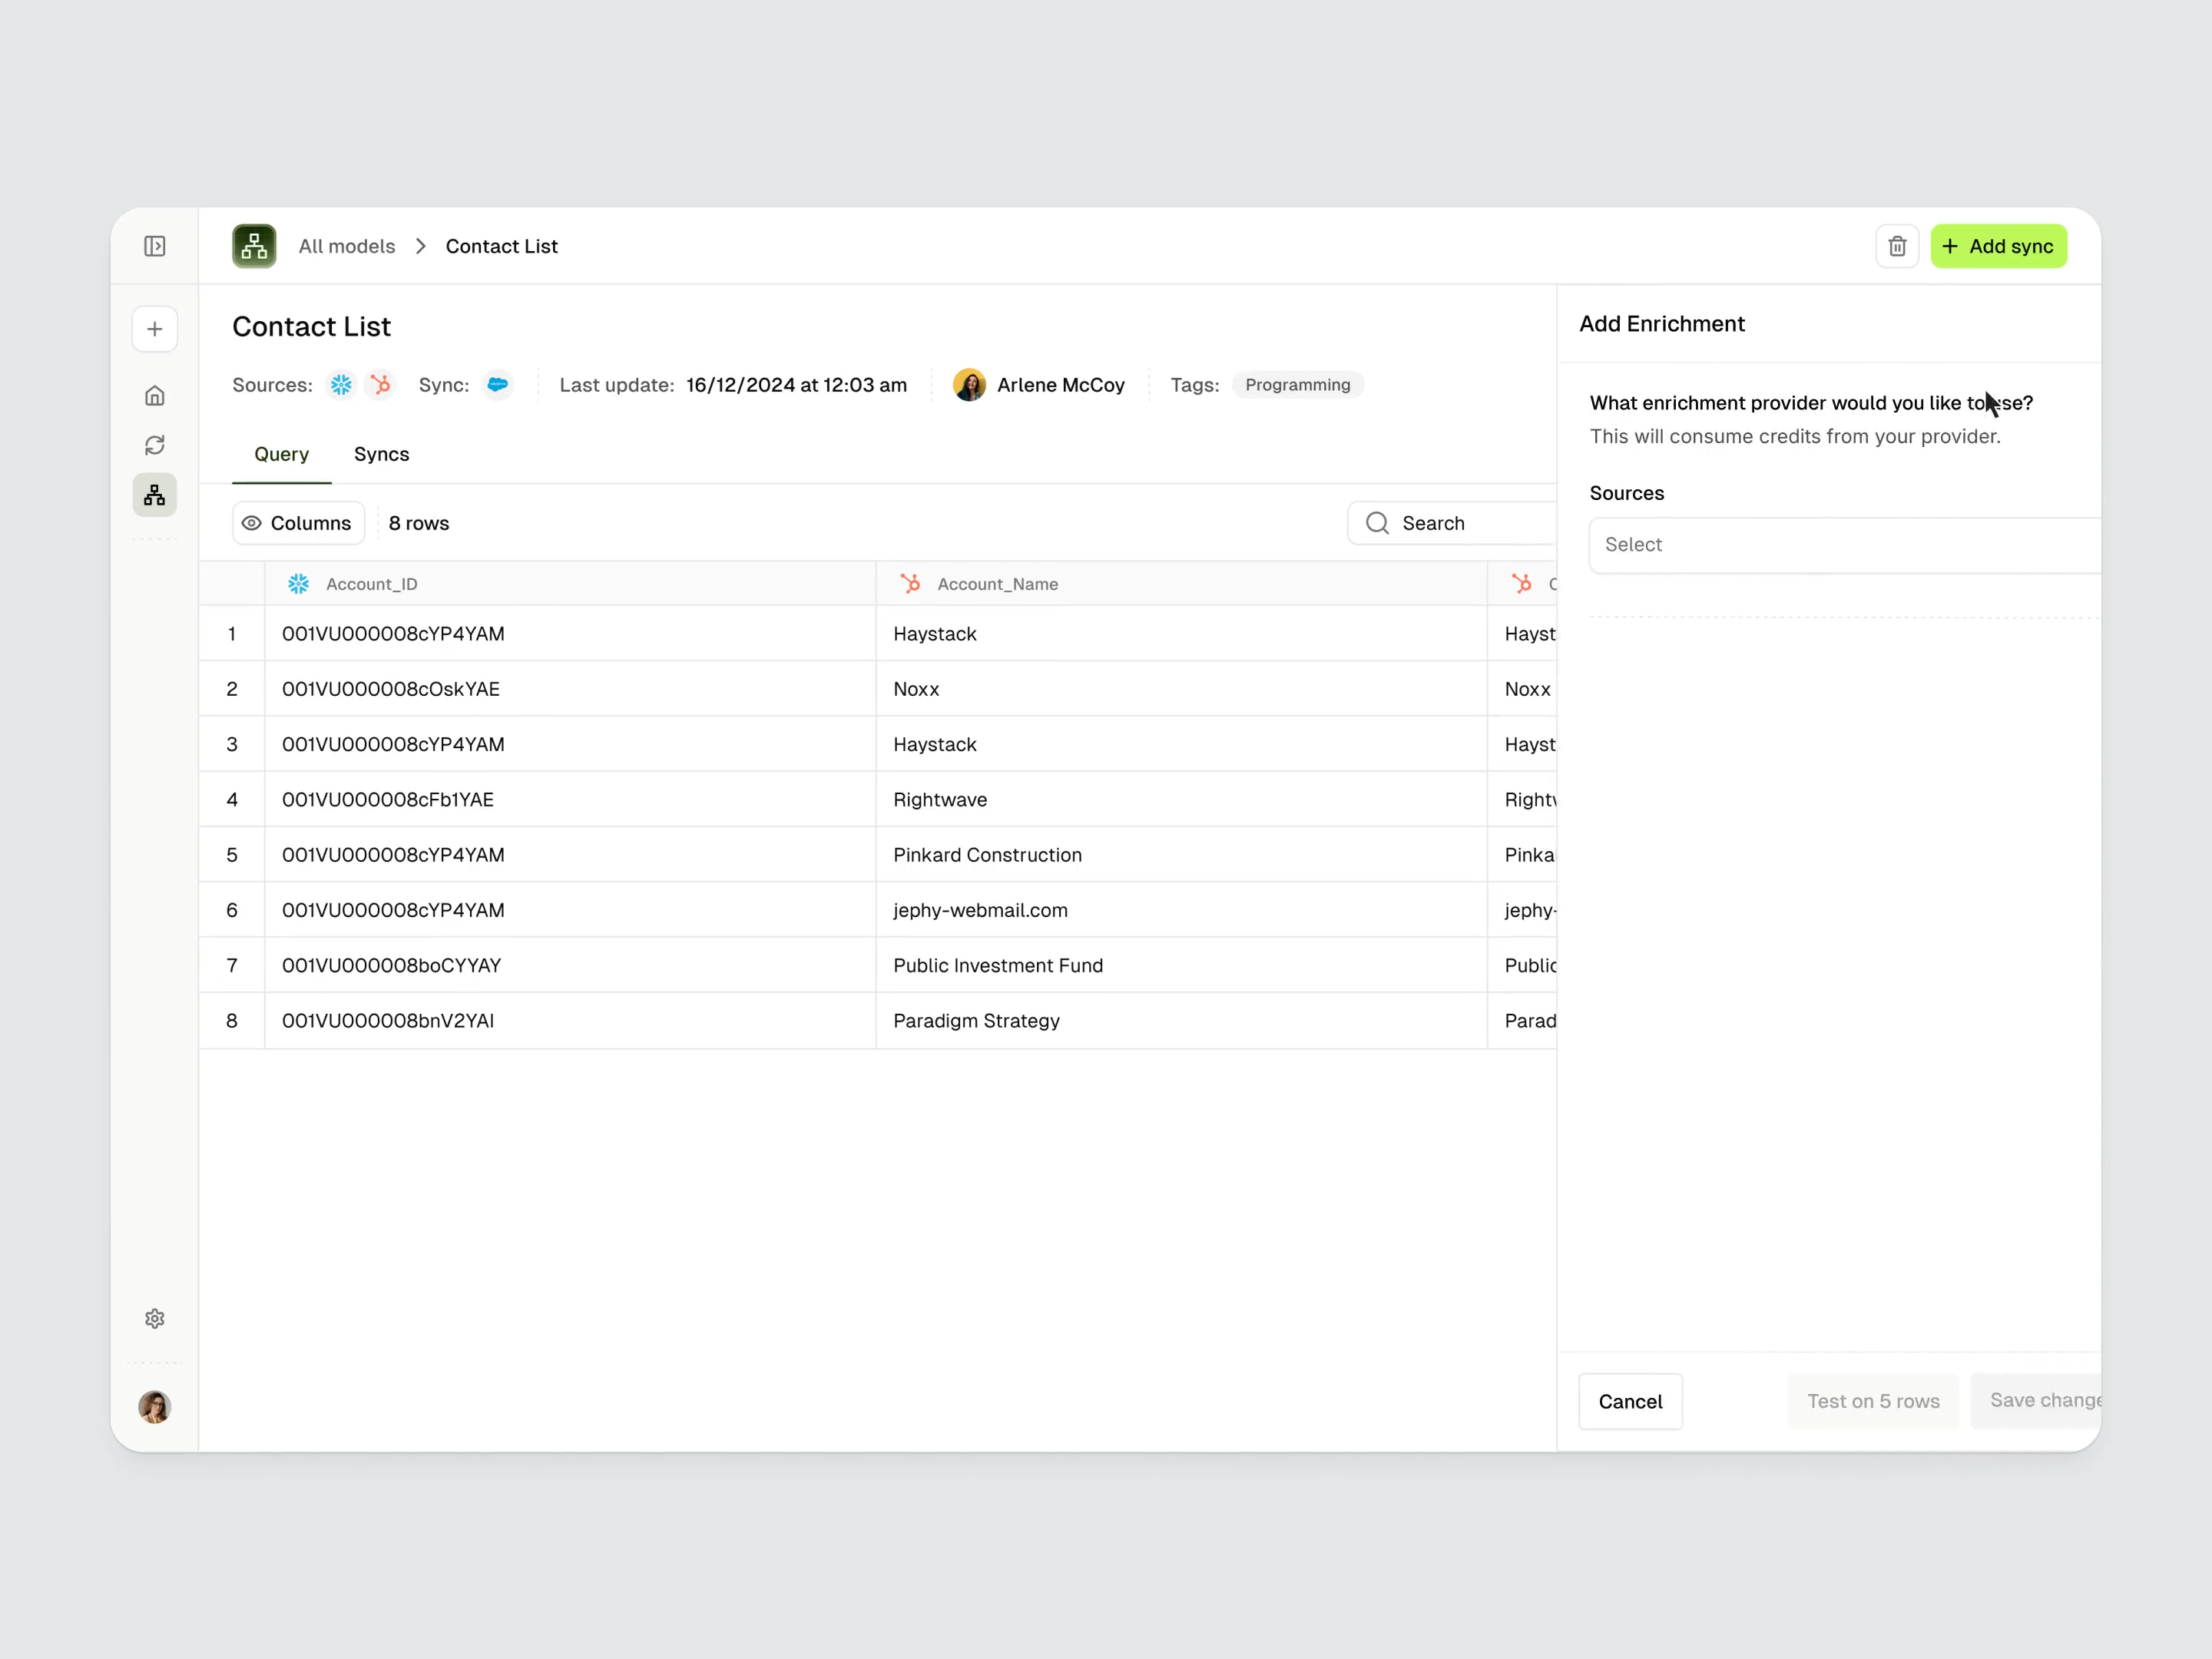 All models > Contact List
+ Add sync
Contact List
Sources: Sync: Last update: 16/12/2024 at 12:03 am Arlene McCoy Tags: Programming
Query Syncs
Columns 8 rows Search
Account_ID Account_Name C
1 001VU000008cYP4YAM Haystack Hayst
2 001VU000008cOskYAE Noxx Noxx
3 001VU000008cYP4YAM Haystack Hayst
4 001VU000008cFb1YAE Rightwave Right
5 001VU000008cYP4YAM Pinkard Construction Pinka
6 001VU000008cYP4YAM jephy-webmail.com jephy-
7 001VU000008boCYYAY Public Investment Fund Public
8 001VU000008bnV2YAI Paradigm Strategy Parad
Add Enrichment
What enrichment provider would you like to use?
This will consume credits from your provider.
Sources
Select
Cancel Test on 5 rows Save change